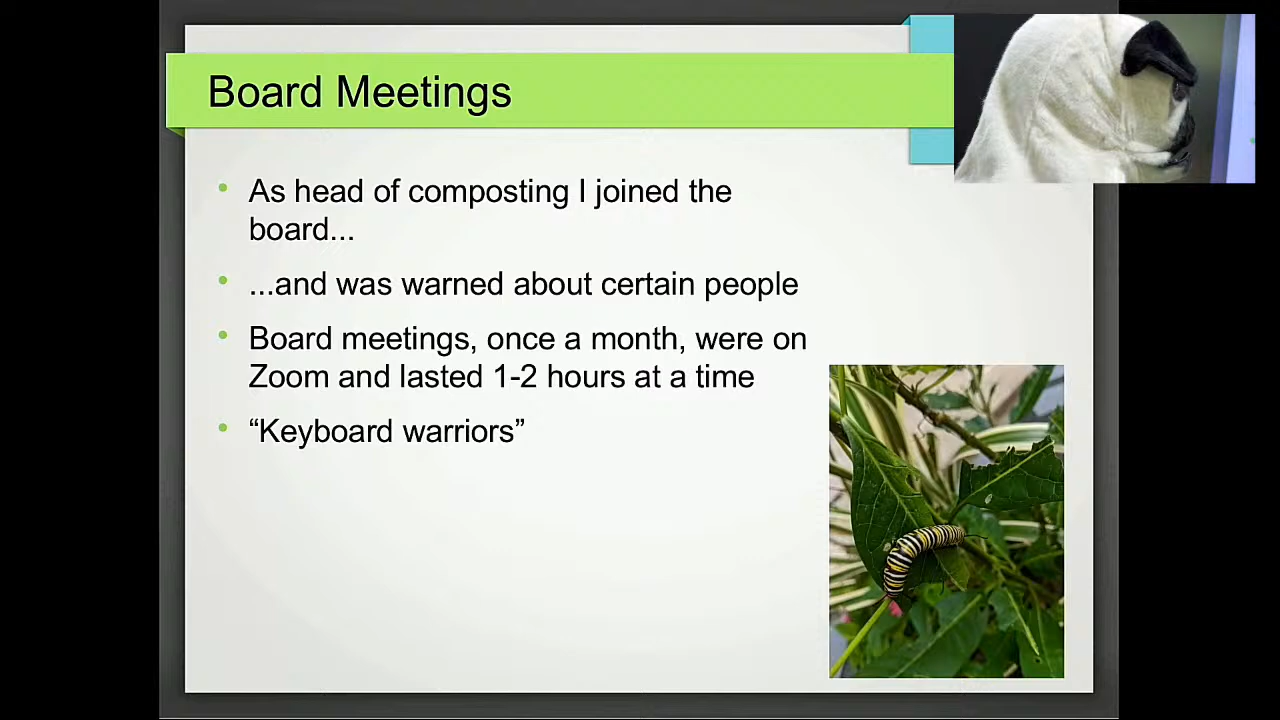 Board Meetings
As head of composting I joined the
board...
...and was warned about certain people
Board meetings, once a month, were on
Zoom and lasted 1-2 hours at a time
“Keyboard warriors”